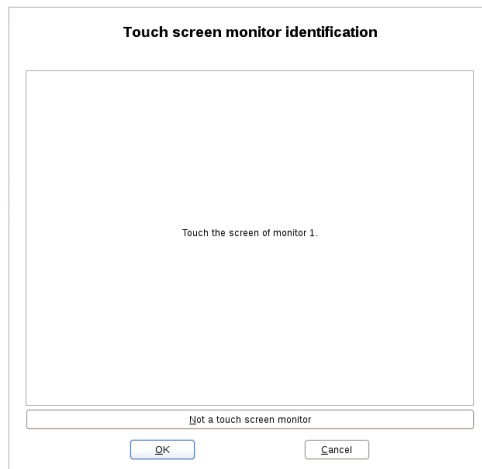 Touch screen monitor identification
Touch the screen of monitor 1.
Not a touch screen monitor
OK
Cancel